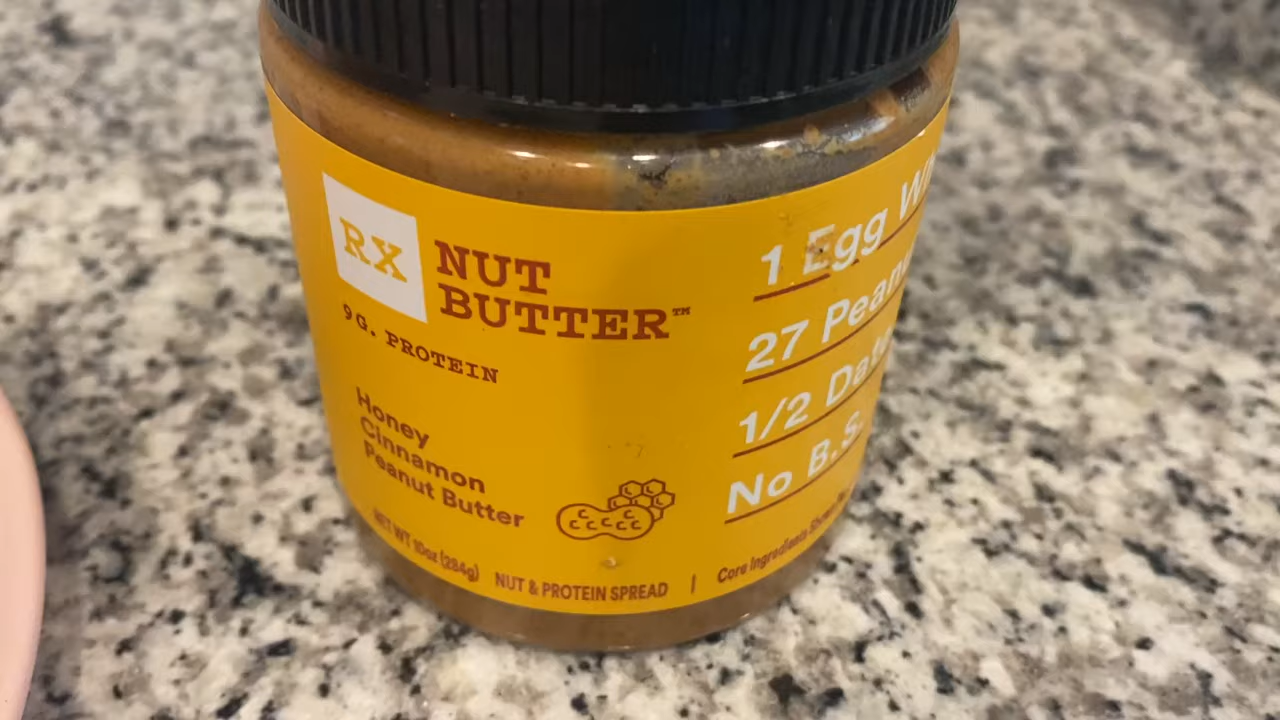 RX
NUT
BUTTER™
9G. PROTEIN
Honey
Cinnamon
Peanut Butter
NET WT 10oz (284g)
NUT & PROTEIN SPREAD |
1 Egg
27
1/2
No B.S.
Core Ingredients